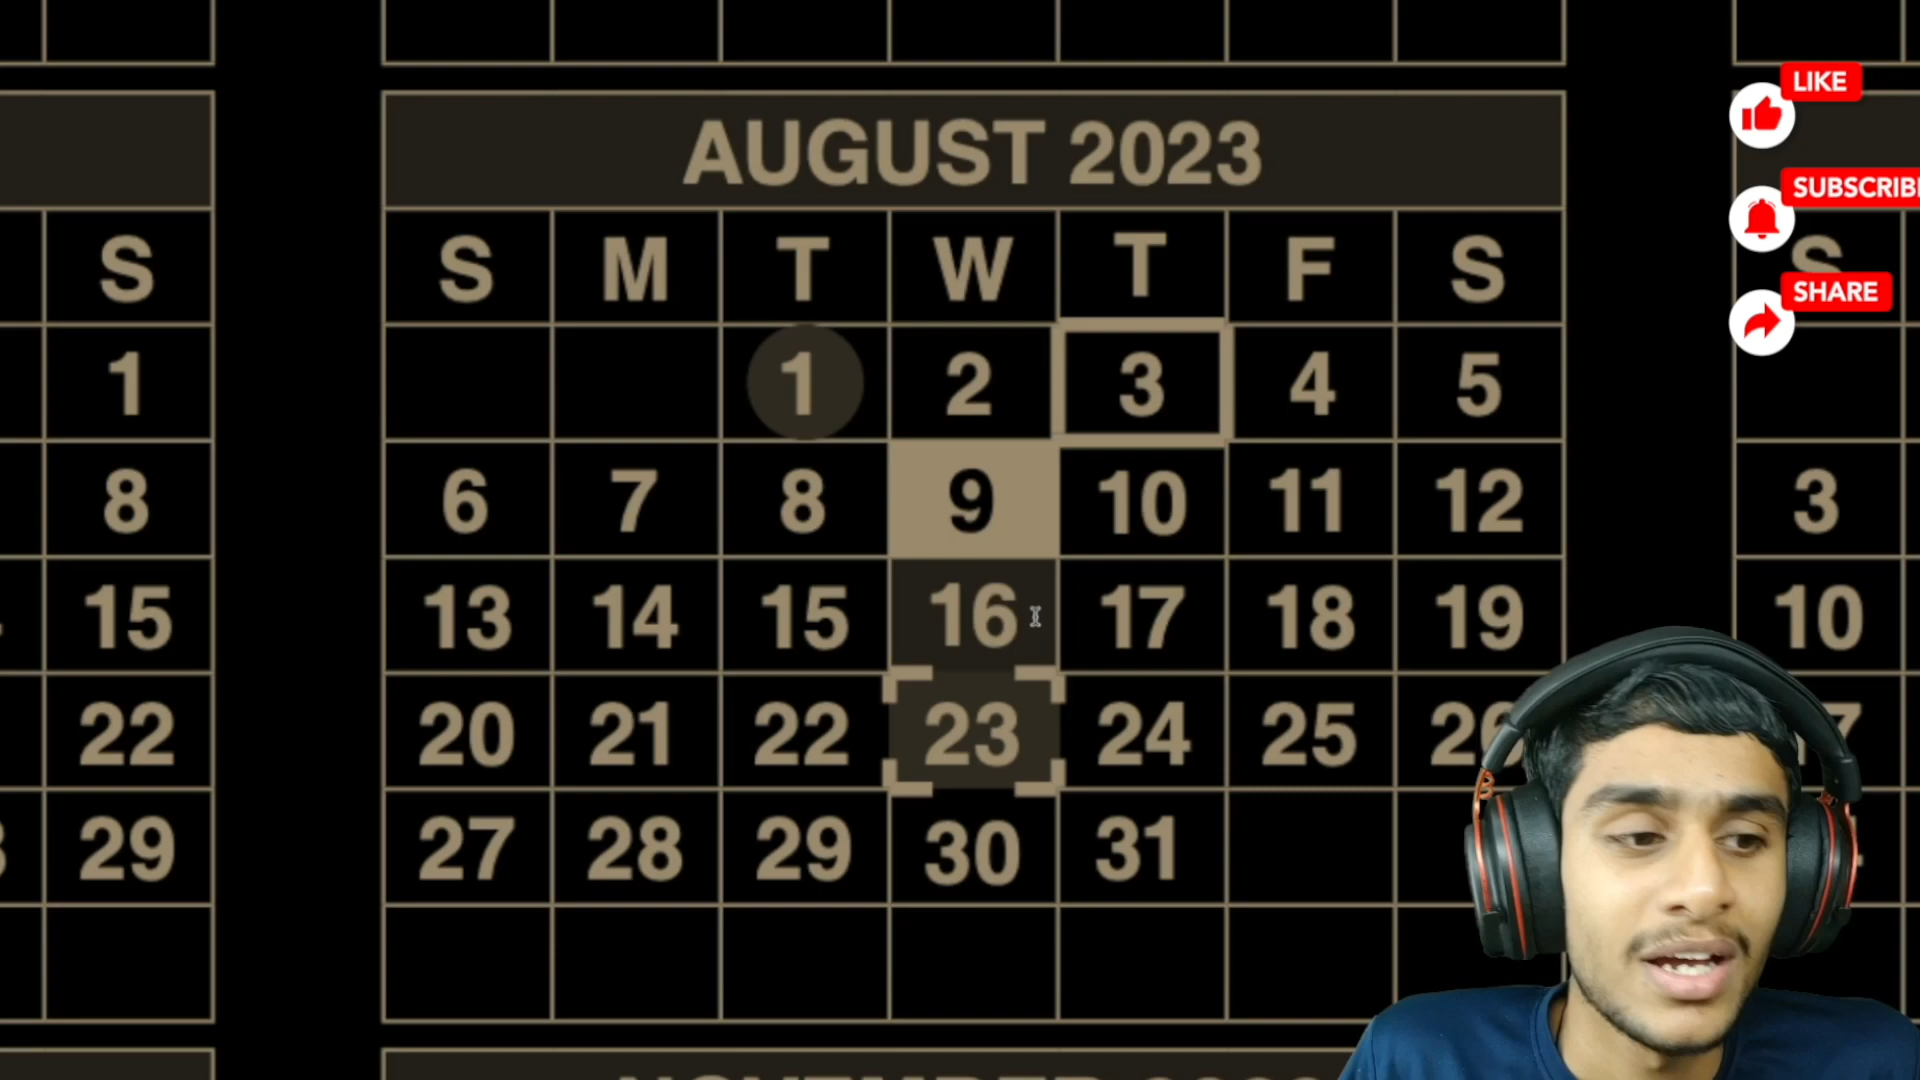 AUGUST 2023
S M T W T F S
1 2 3 4 5
6 7 8 9 10 11 12
13 14 15 16 17 18 19
20 21 22 23 24 25 26
27 28 29 30 31
S
1
8
15
22
29
LIKE
SUBSCRIBE
SHARE
S
3
10